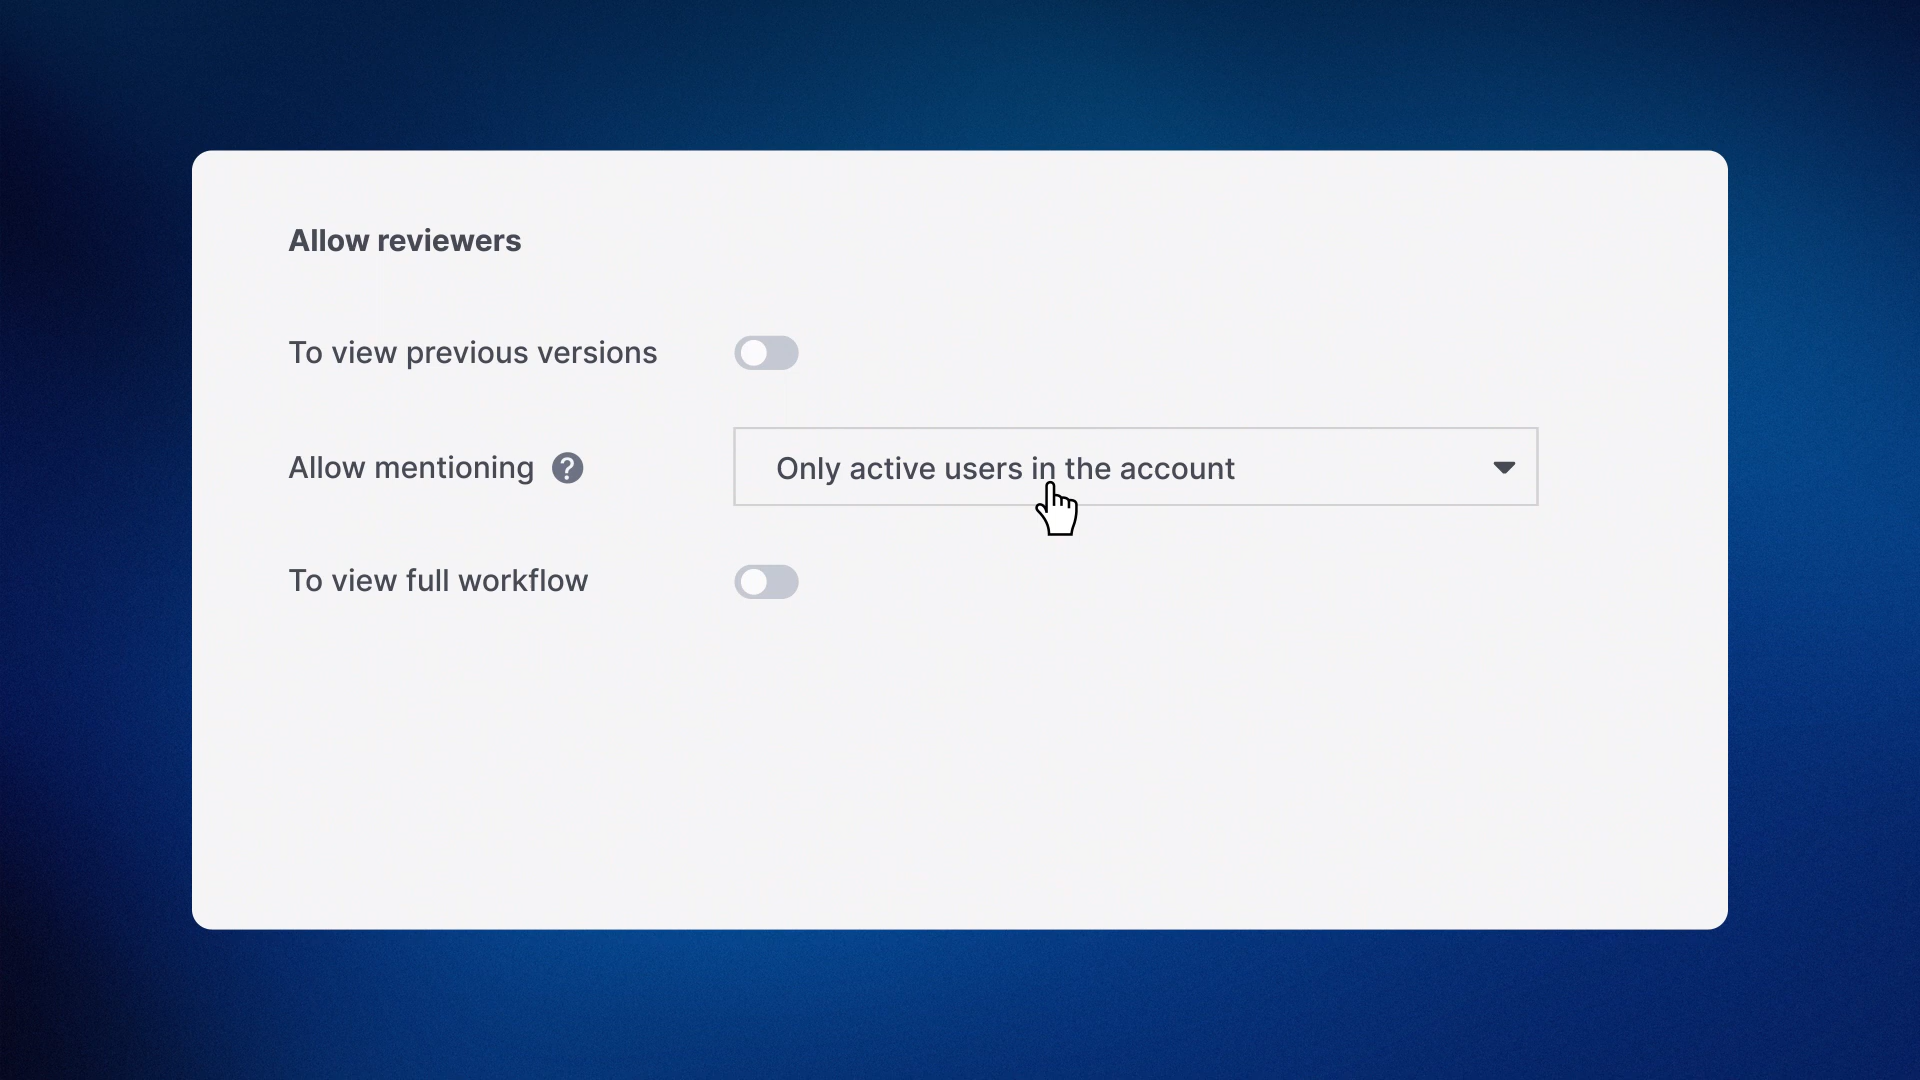 Allow reviewers
To view previous versions
Allow mentioning ?
Only active users in the account
To view full workflow